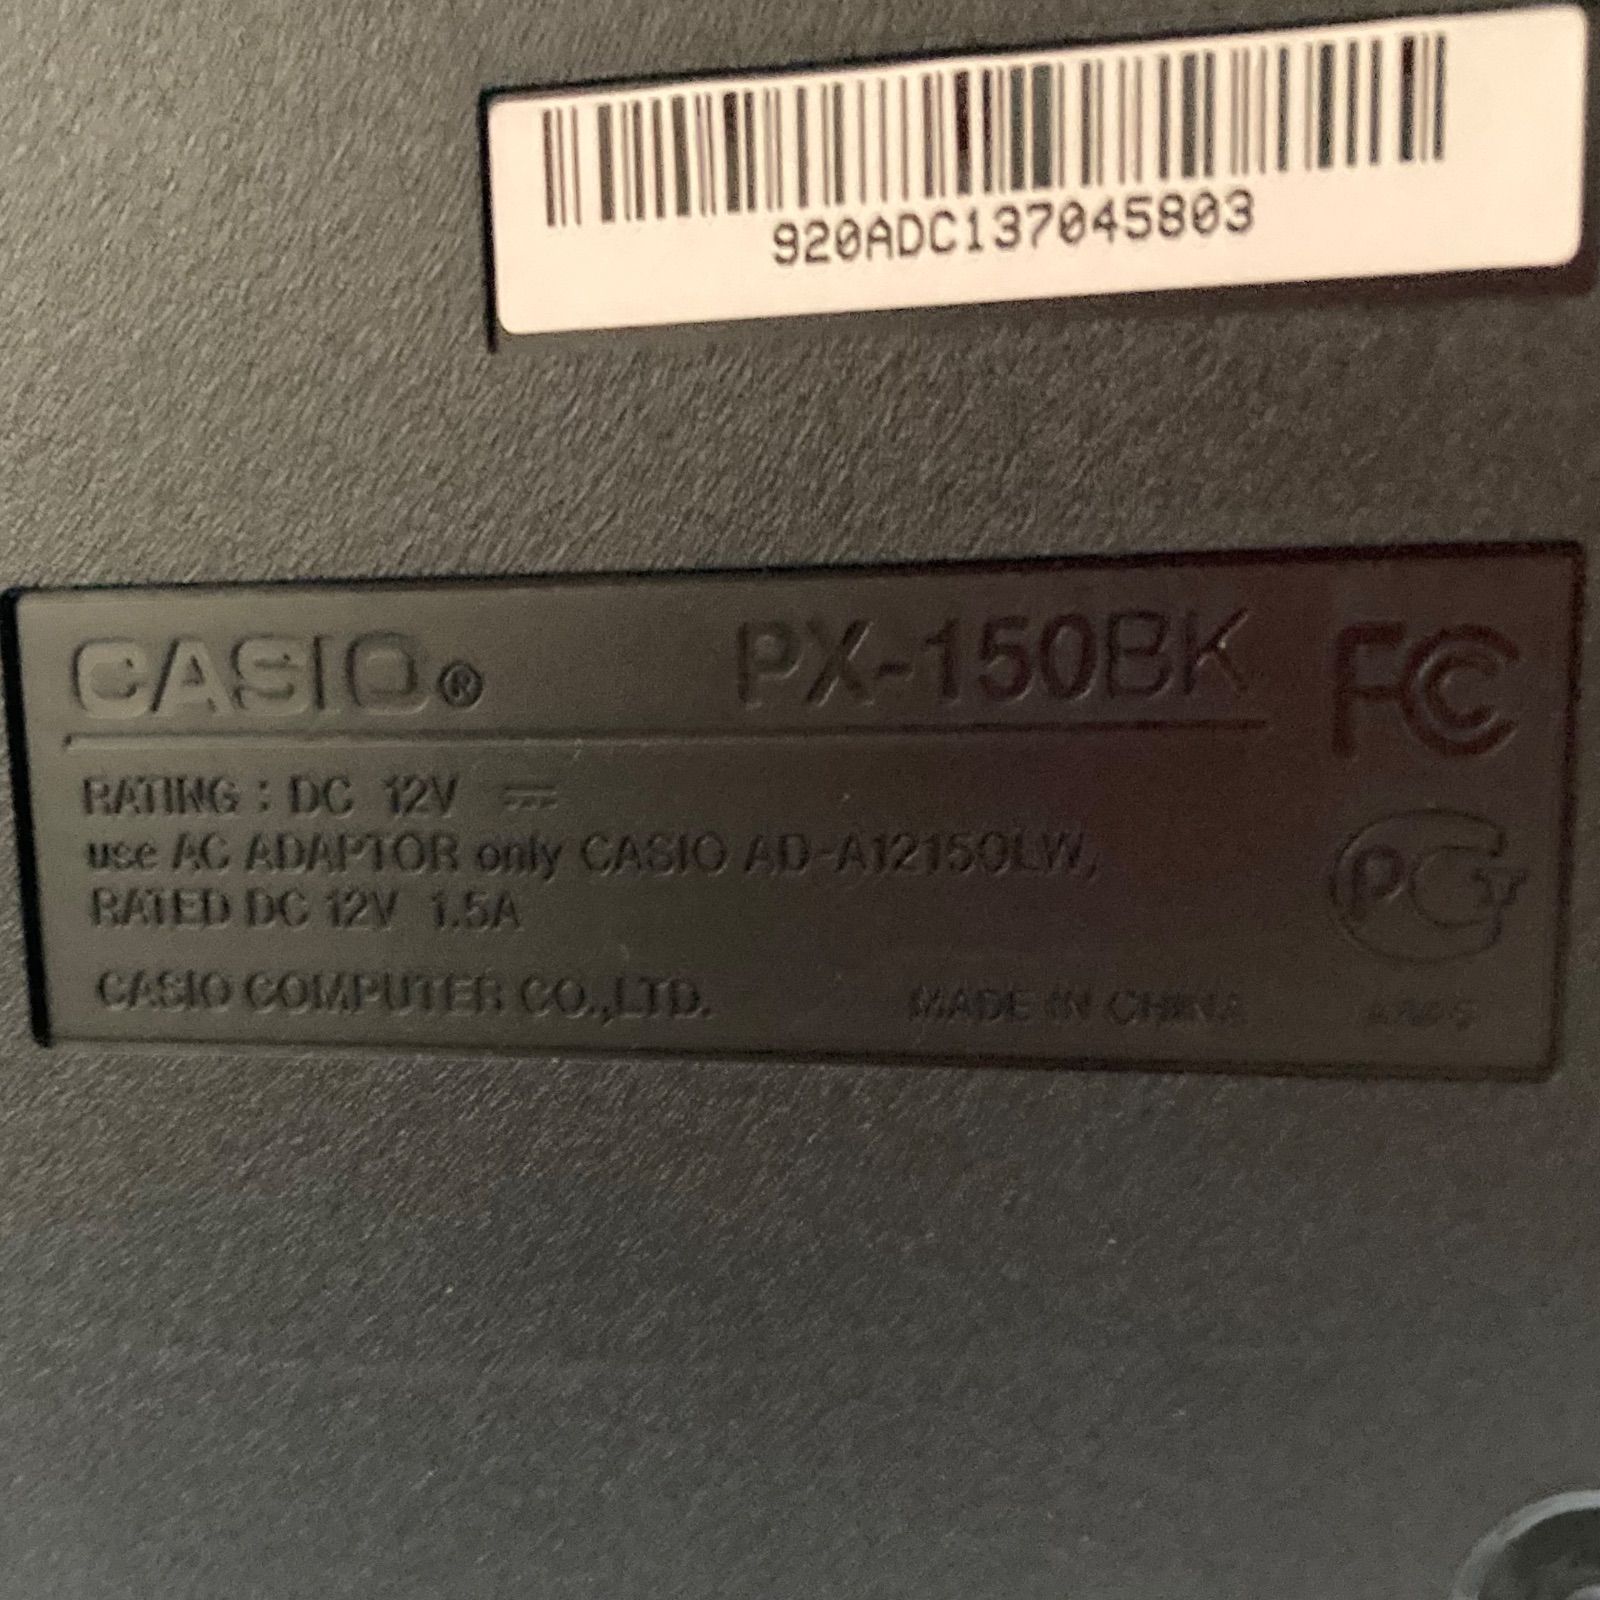 920ADC137045803
CASIO® PX-150BK FC
RATING : DC 12V
use AC ADAPTOR only CASIO AD-A12150LW,
RATED DC 12V 1.5A
CASIO COMPUTER CO.,LTD. MADE IN CHINA